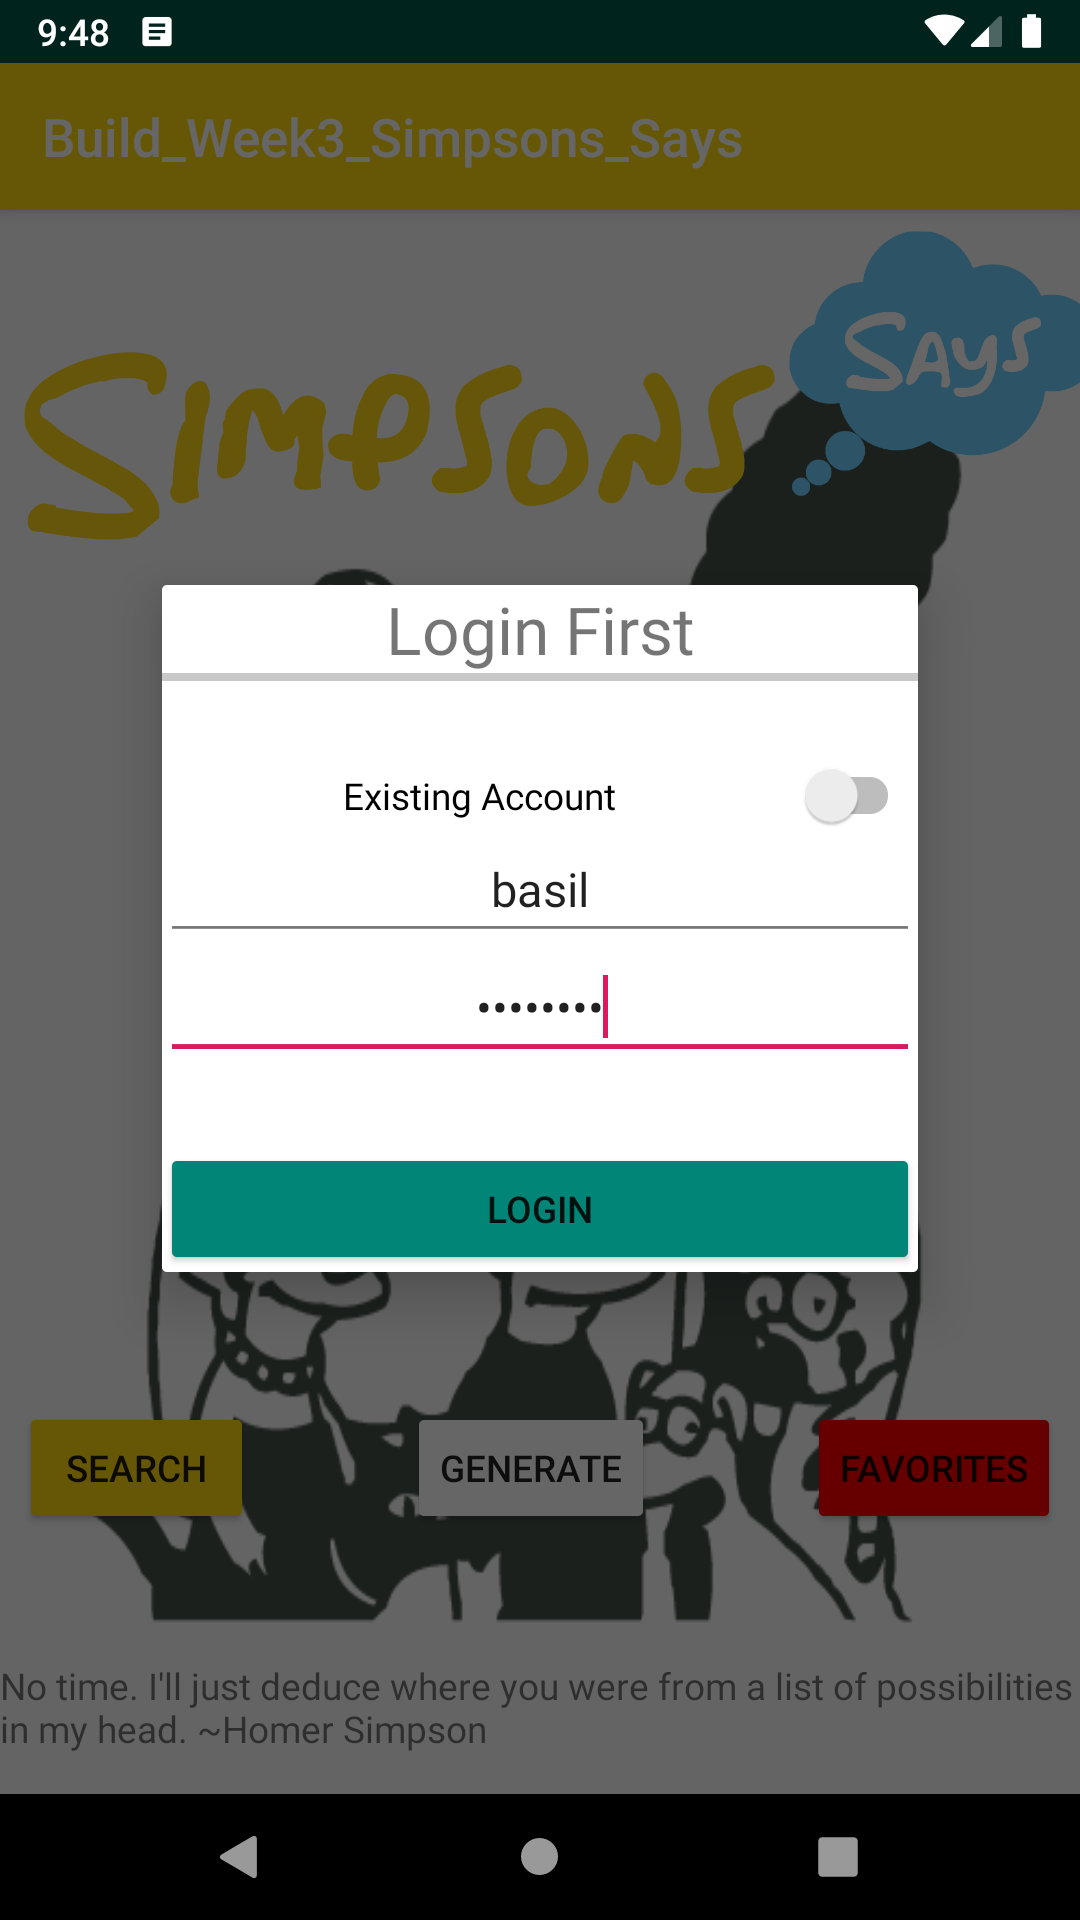 9:48
Build_Week3_Simpsons_Says
SAYS
SIMPSONS
Login First
Existing Account
basil
••••••••
LOGIN
SEARCH
GENERATE
FAVORITES
No time. I'll just deduce where you were from a list of possibilities
in my head. ~Homer Simpson